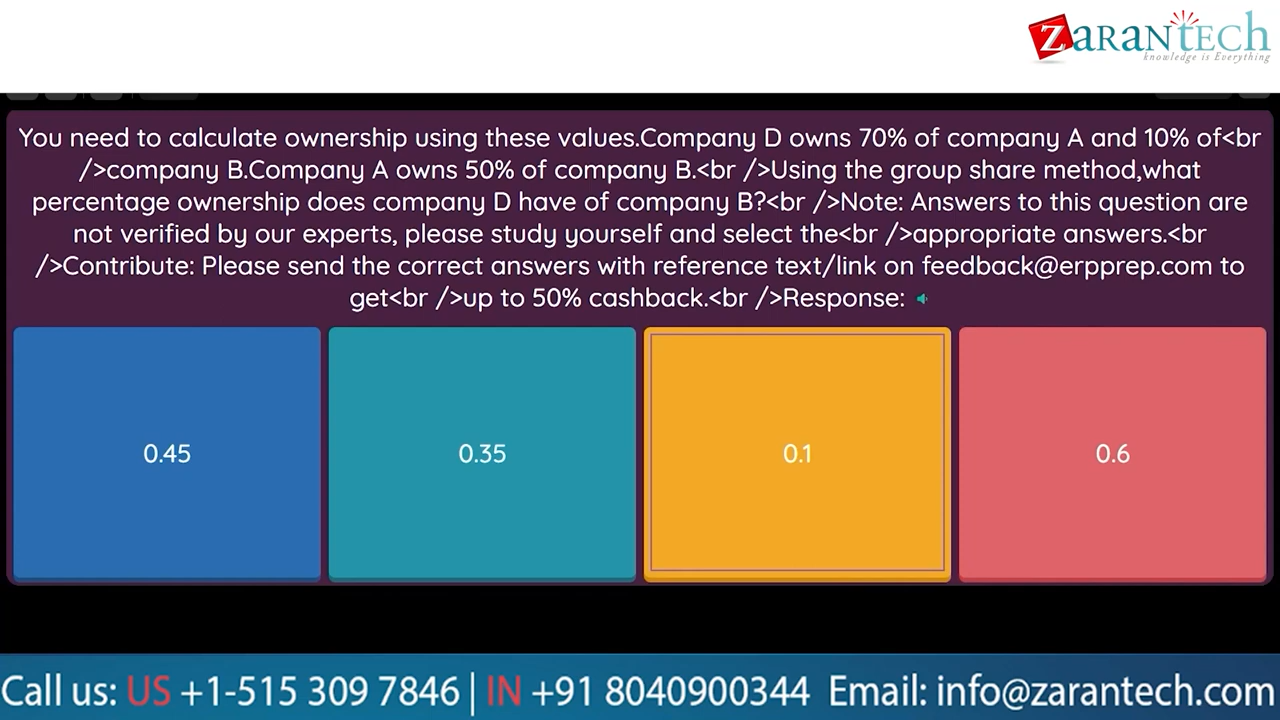 ZARANTECH
knowledge is Everything
You need to calculate ownership using these values.Company D owns 70% of company A and 10% of<br
/>company B.Company A owns 50% of company B.<br />Using the group share method,what
percentage ownership does company D have of company B?<br />Note: Answers to this question are
not verified by our experts, please study yourself and select the<br />appropriate answers.<br
/>Contribute: Please send the correct answers with reference text/link on feedback@erpprep.com to
get<br />up to 50% cashback.<br />Response:
0.45
0.35
0.1
0.6
Call us: US +1-515 309 7846 | IN +91 8040900344 Email: info@zarantech.com